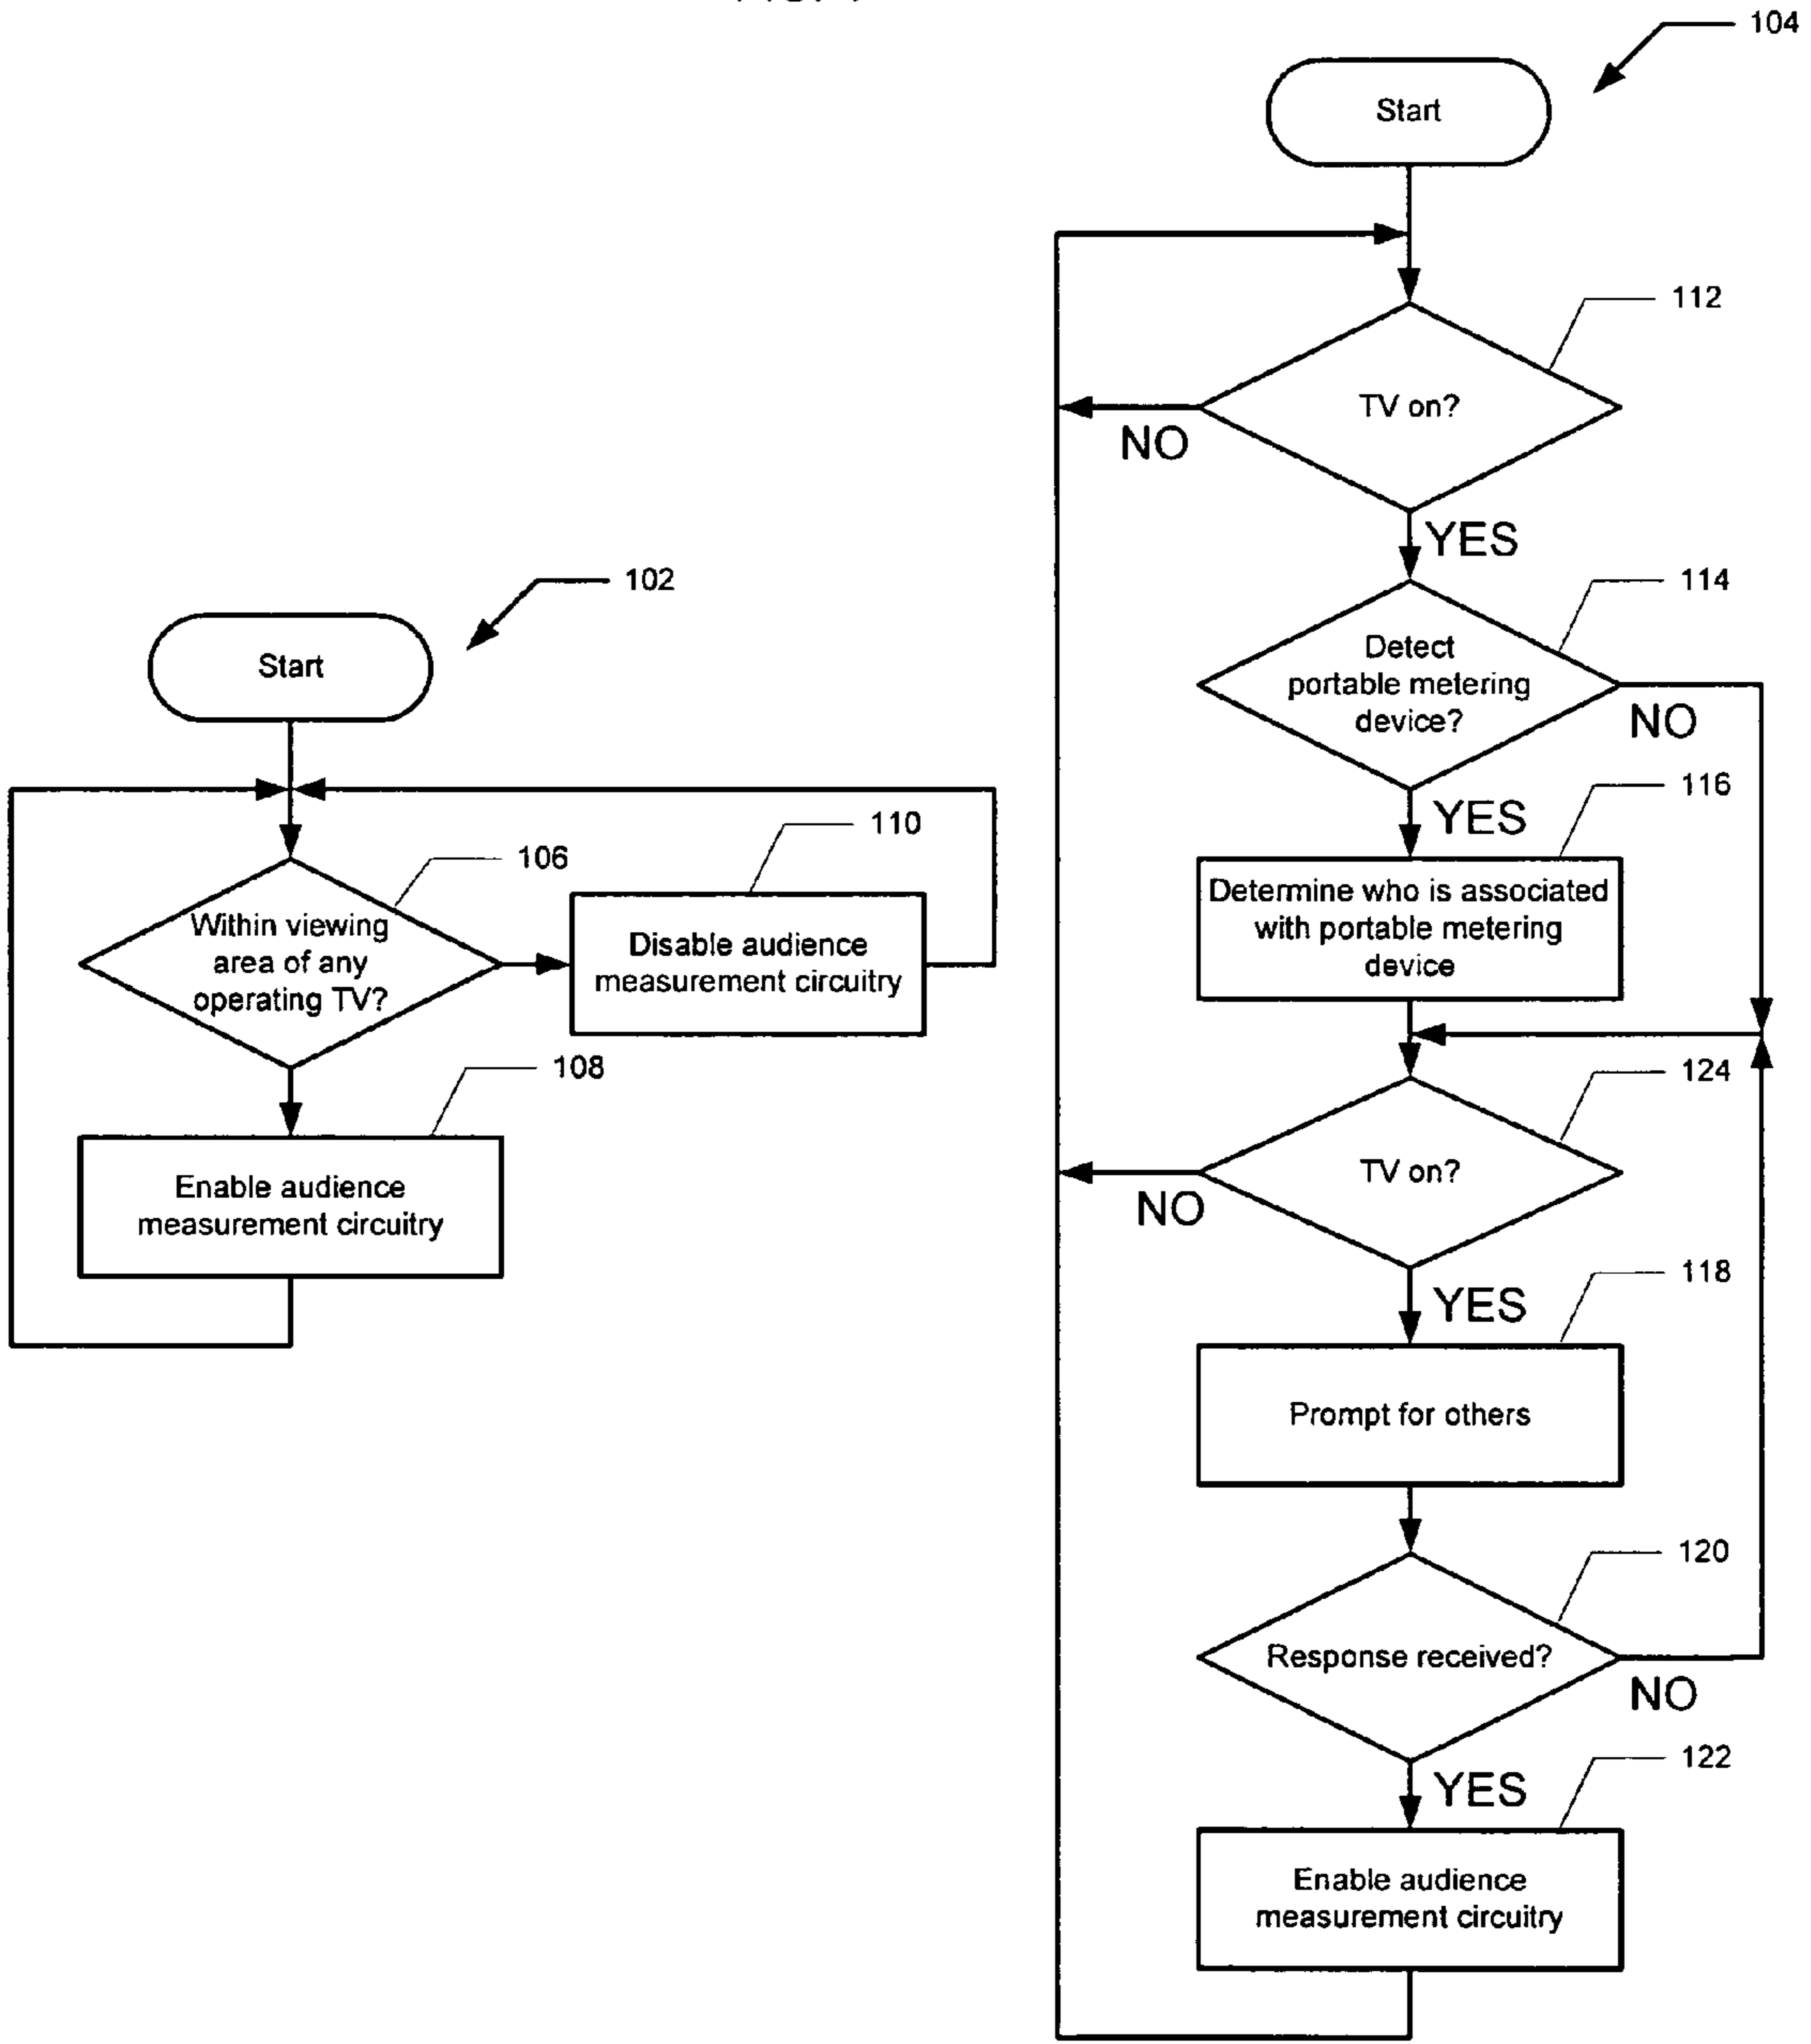 104
Start
112
TV on?
NO
YES
114
Detect
portable metering
device?
NO
YES
116
Determine who is associated
with portable metering
device
124
TV on?
NO
YES
118
Prompt for others
120
Response received?
NO
YES
122
Enable audience
measurement circuitry
102
Start
106
Within viewing
area of any
operating TV?
110
Disable audience
measurement circuitry
108
Enable audience
measurement circuitry